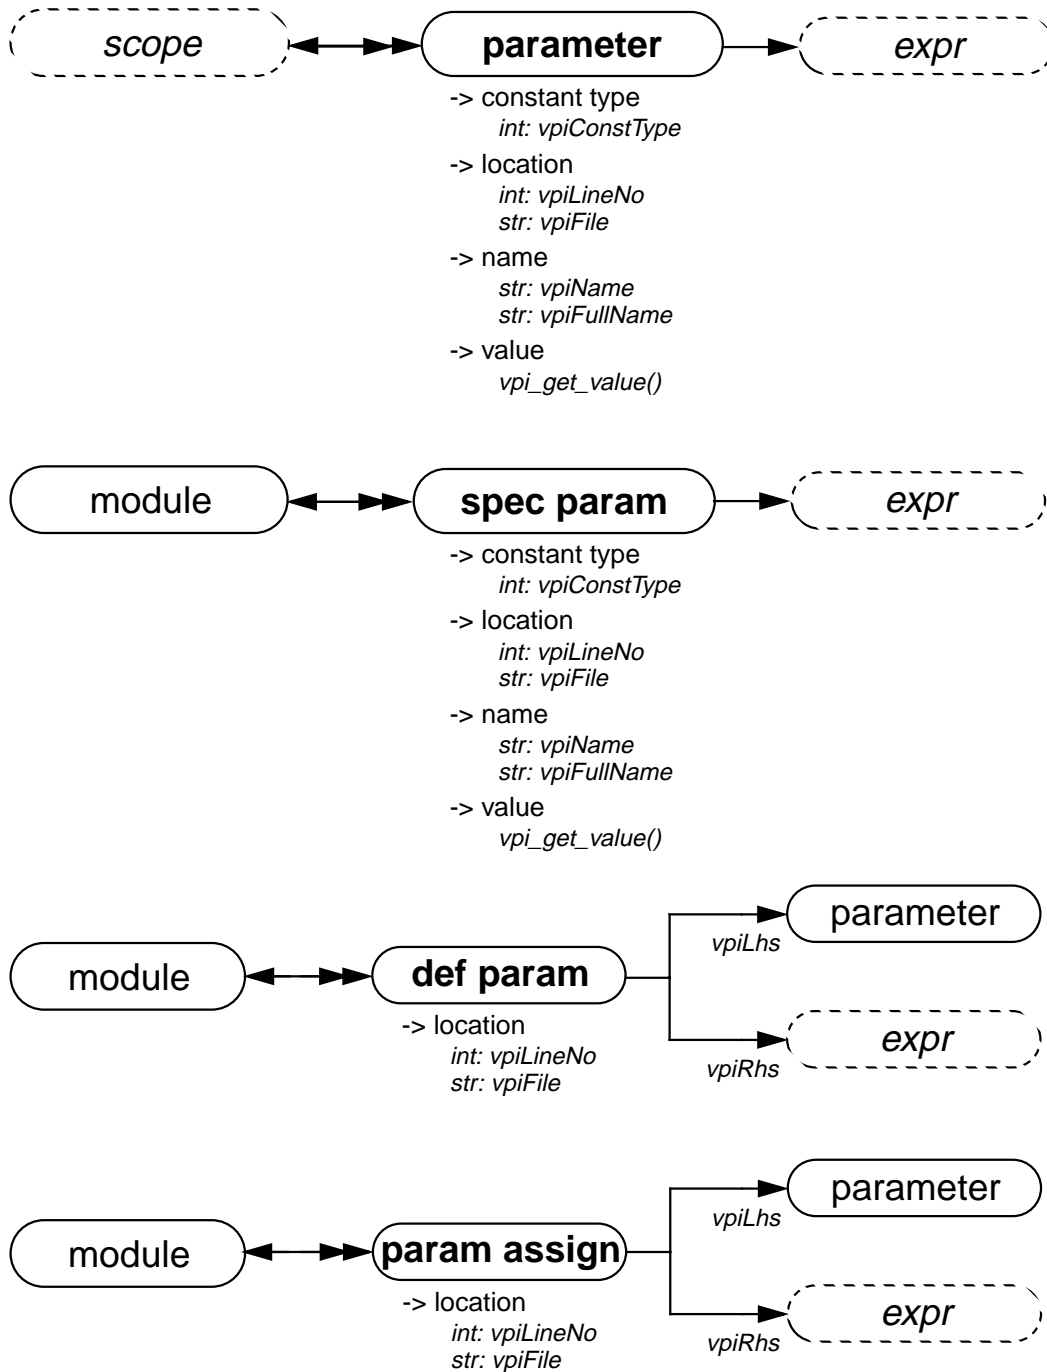 scope
parameter
expr
-> constant type
int: vpiConstType
-> location
int: vpiLineNo
str: vpiFile
-> name
str: vpiName
str: vpiFullName
-> value
vpi_get_value()
module
spec param
expr
-> constant type
int: vpiConstType
-> location
int: vpiLineNo
str: vpiFile
-> name
str: vpiName
str: vpiFullName
-> value
vpi_get_value()
module
def param
vpiLhs
parameter
vpiRhs
expr
-> location
int: vpiLineNo
str: vpiFile
module
param assign
vpiLhs
parameter
vpiRhs
expr
-> location
int: vpiLineNo
str: vpiFile